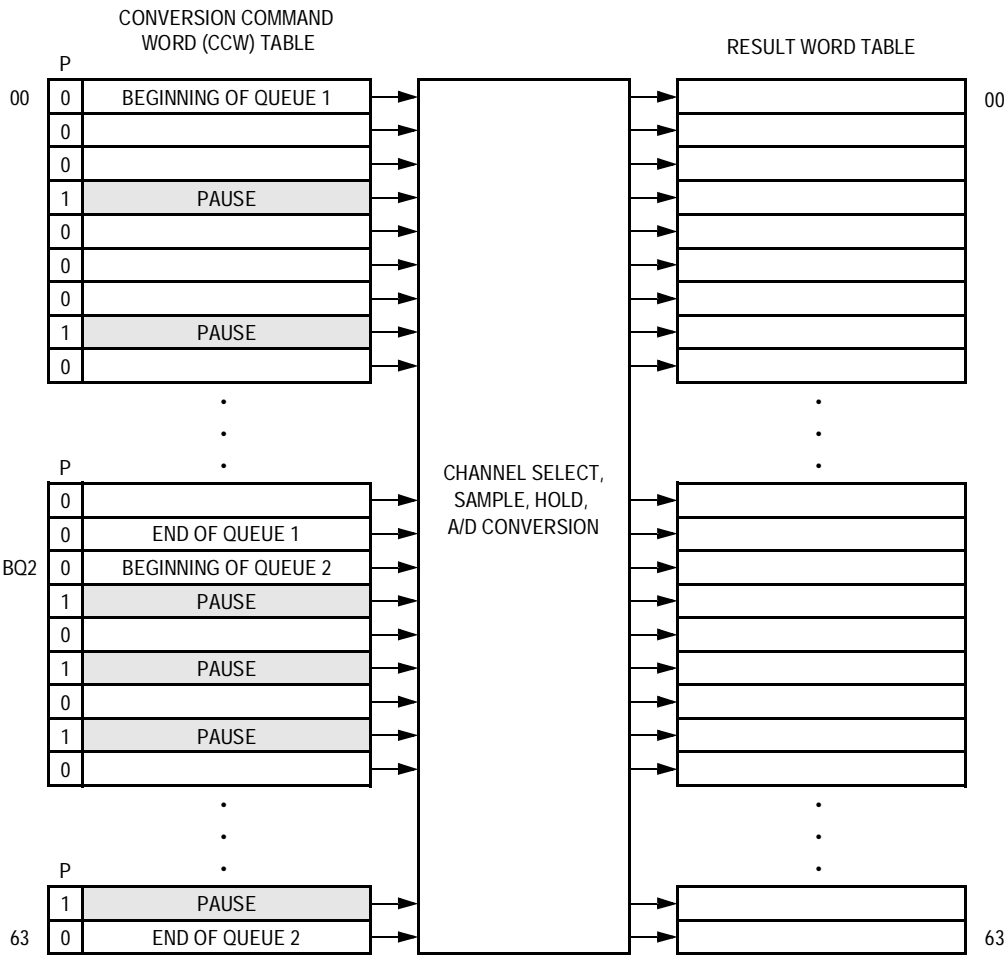 CONVERSION COMMAND
WORD (CCW) TABLE
RESULT WORD TABLE
P
00 0 BEGINNING OF QUEUE 1 00
0
0
1 PAUSE
0
0
0
1 PAUSE
0
P
CHANNEL SELECT,
SAMPLE, HOLD,
A/D CONVERSION
0
0 END OF QUEUE 1
BQ2 0 BEGINNING OF QUEUE 2
1 PAUSE
0
1 PAUSE
0
1 PAUSE
0
P
1 PAUSE
63 0 END OF QUEUE 2 63